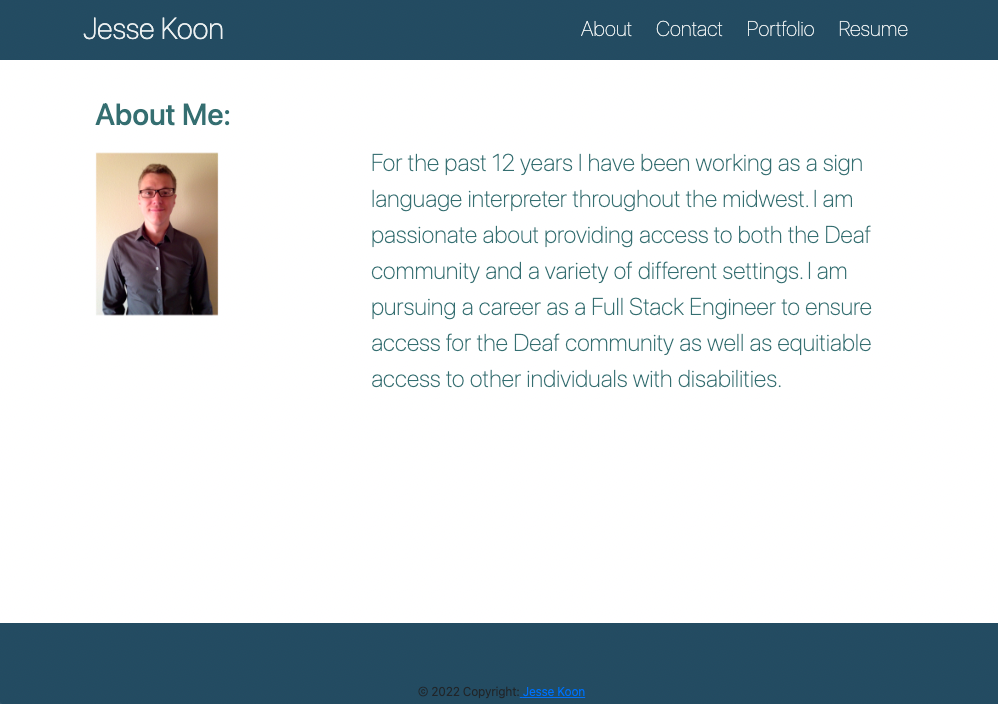 Jesse Koon
About Contact Portfolio Resume
About Me:
For the past 12 years I have been working as a sign
language interpreter throughout the midwest. I am
passionate about providing access to both the Deaf
community and a variety of different settings. I am
pursuing a career as a Full Stack Engineer to ensure
access for the Deaf community as well as equitiable
access to other individuals with disabilities.
© 2022 Copyright: Jesse Koon